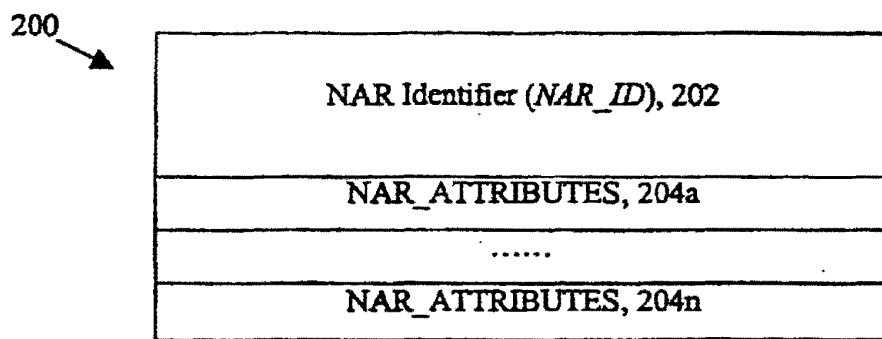 200
NAR Identifier (NAR_ID), 202
NAR_ATTRIBUTES, 204a
......
NAR_ATTRIBUTES, 204n